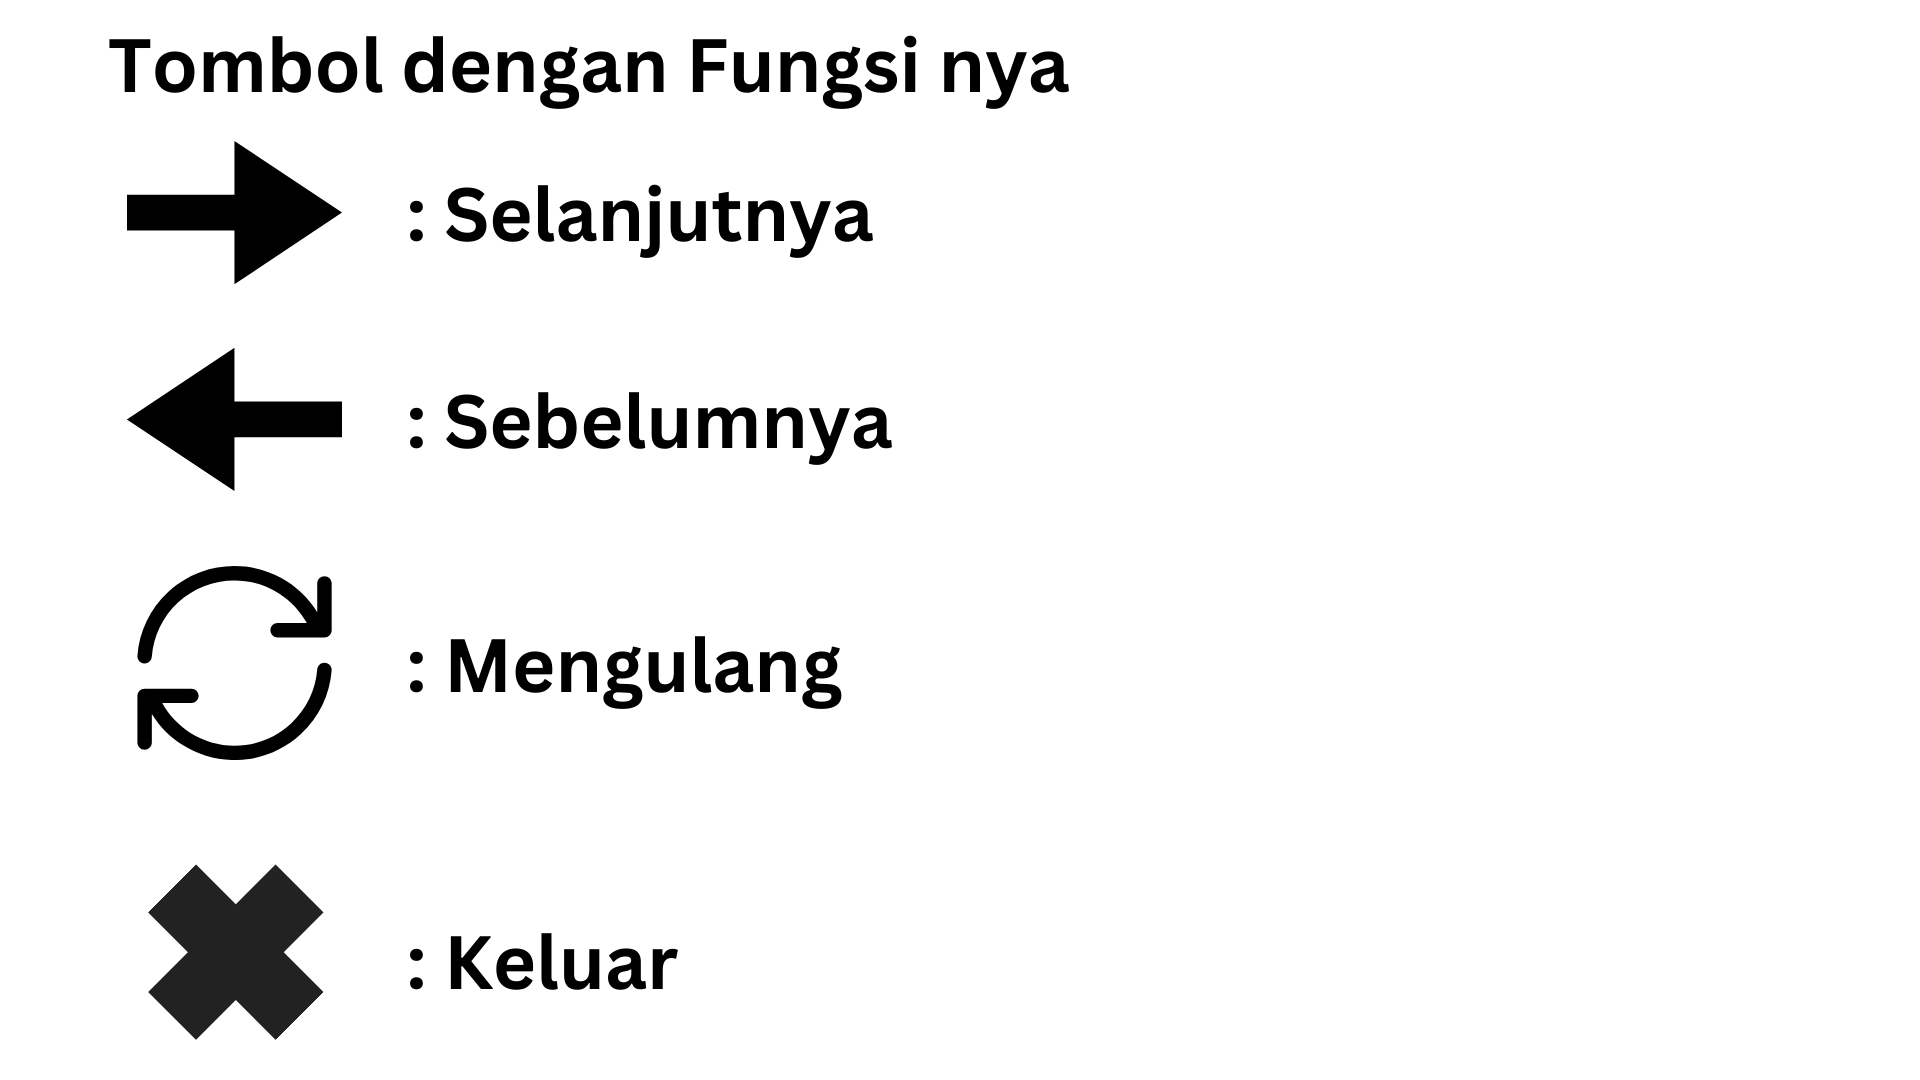 Tombol dengan Fungsi nya
: Selanjutnya
: Sebelumnya
: Mengulang
: Keluar